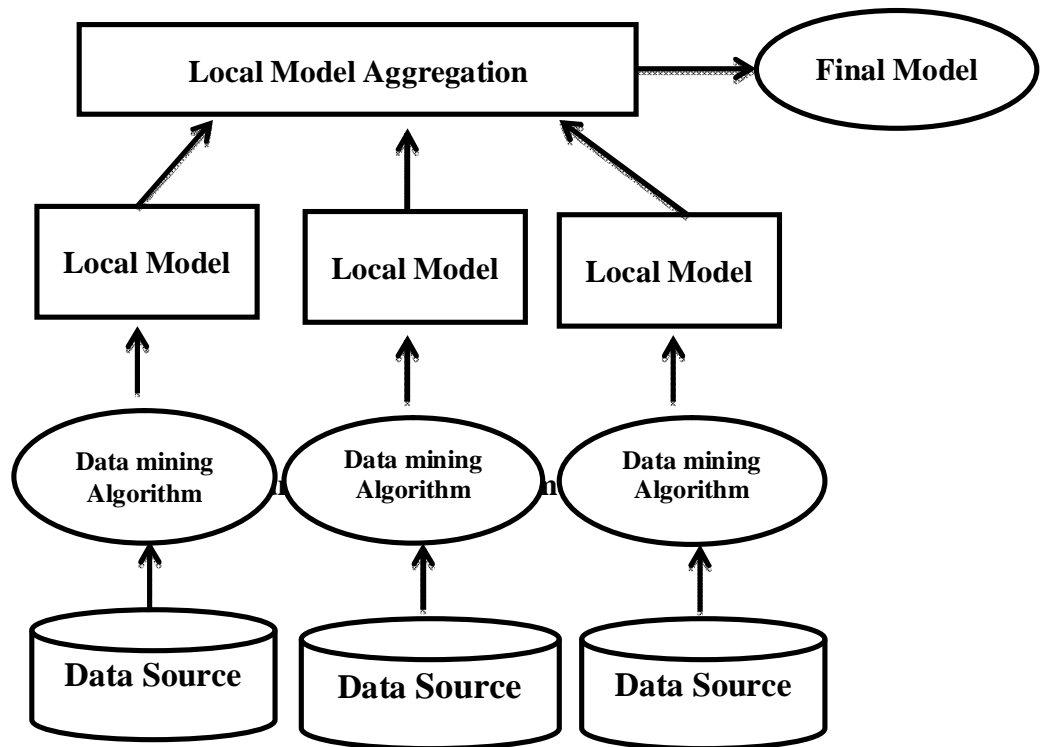 Local Model Aggregation
Final Model
Local Model
Local Model
Local Model
Data mining
Algorithm
Data mining
Algorithm
Data mining
Algorithm
Data Source
Data Source
Data Source